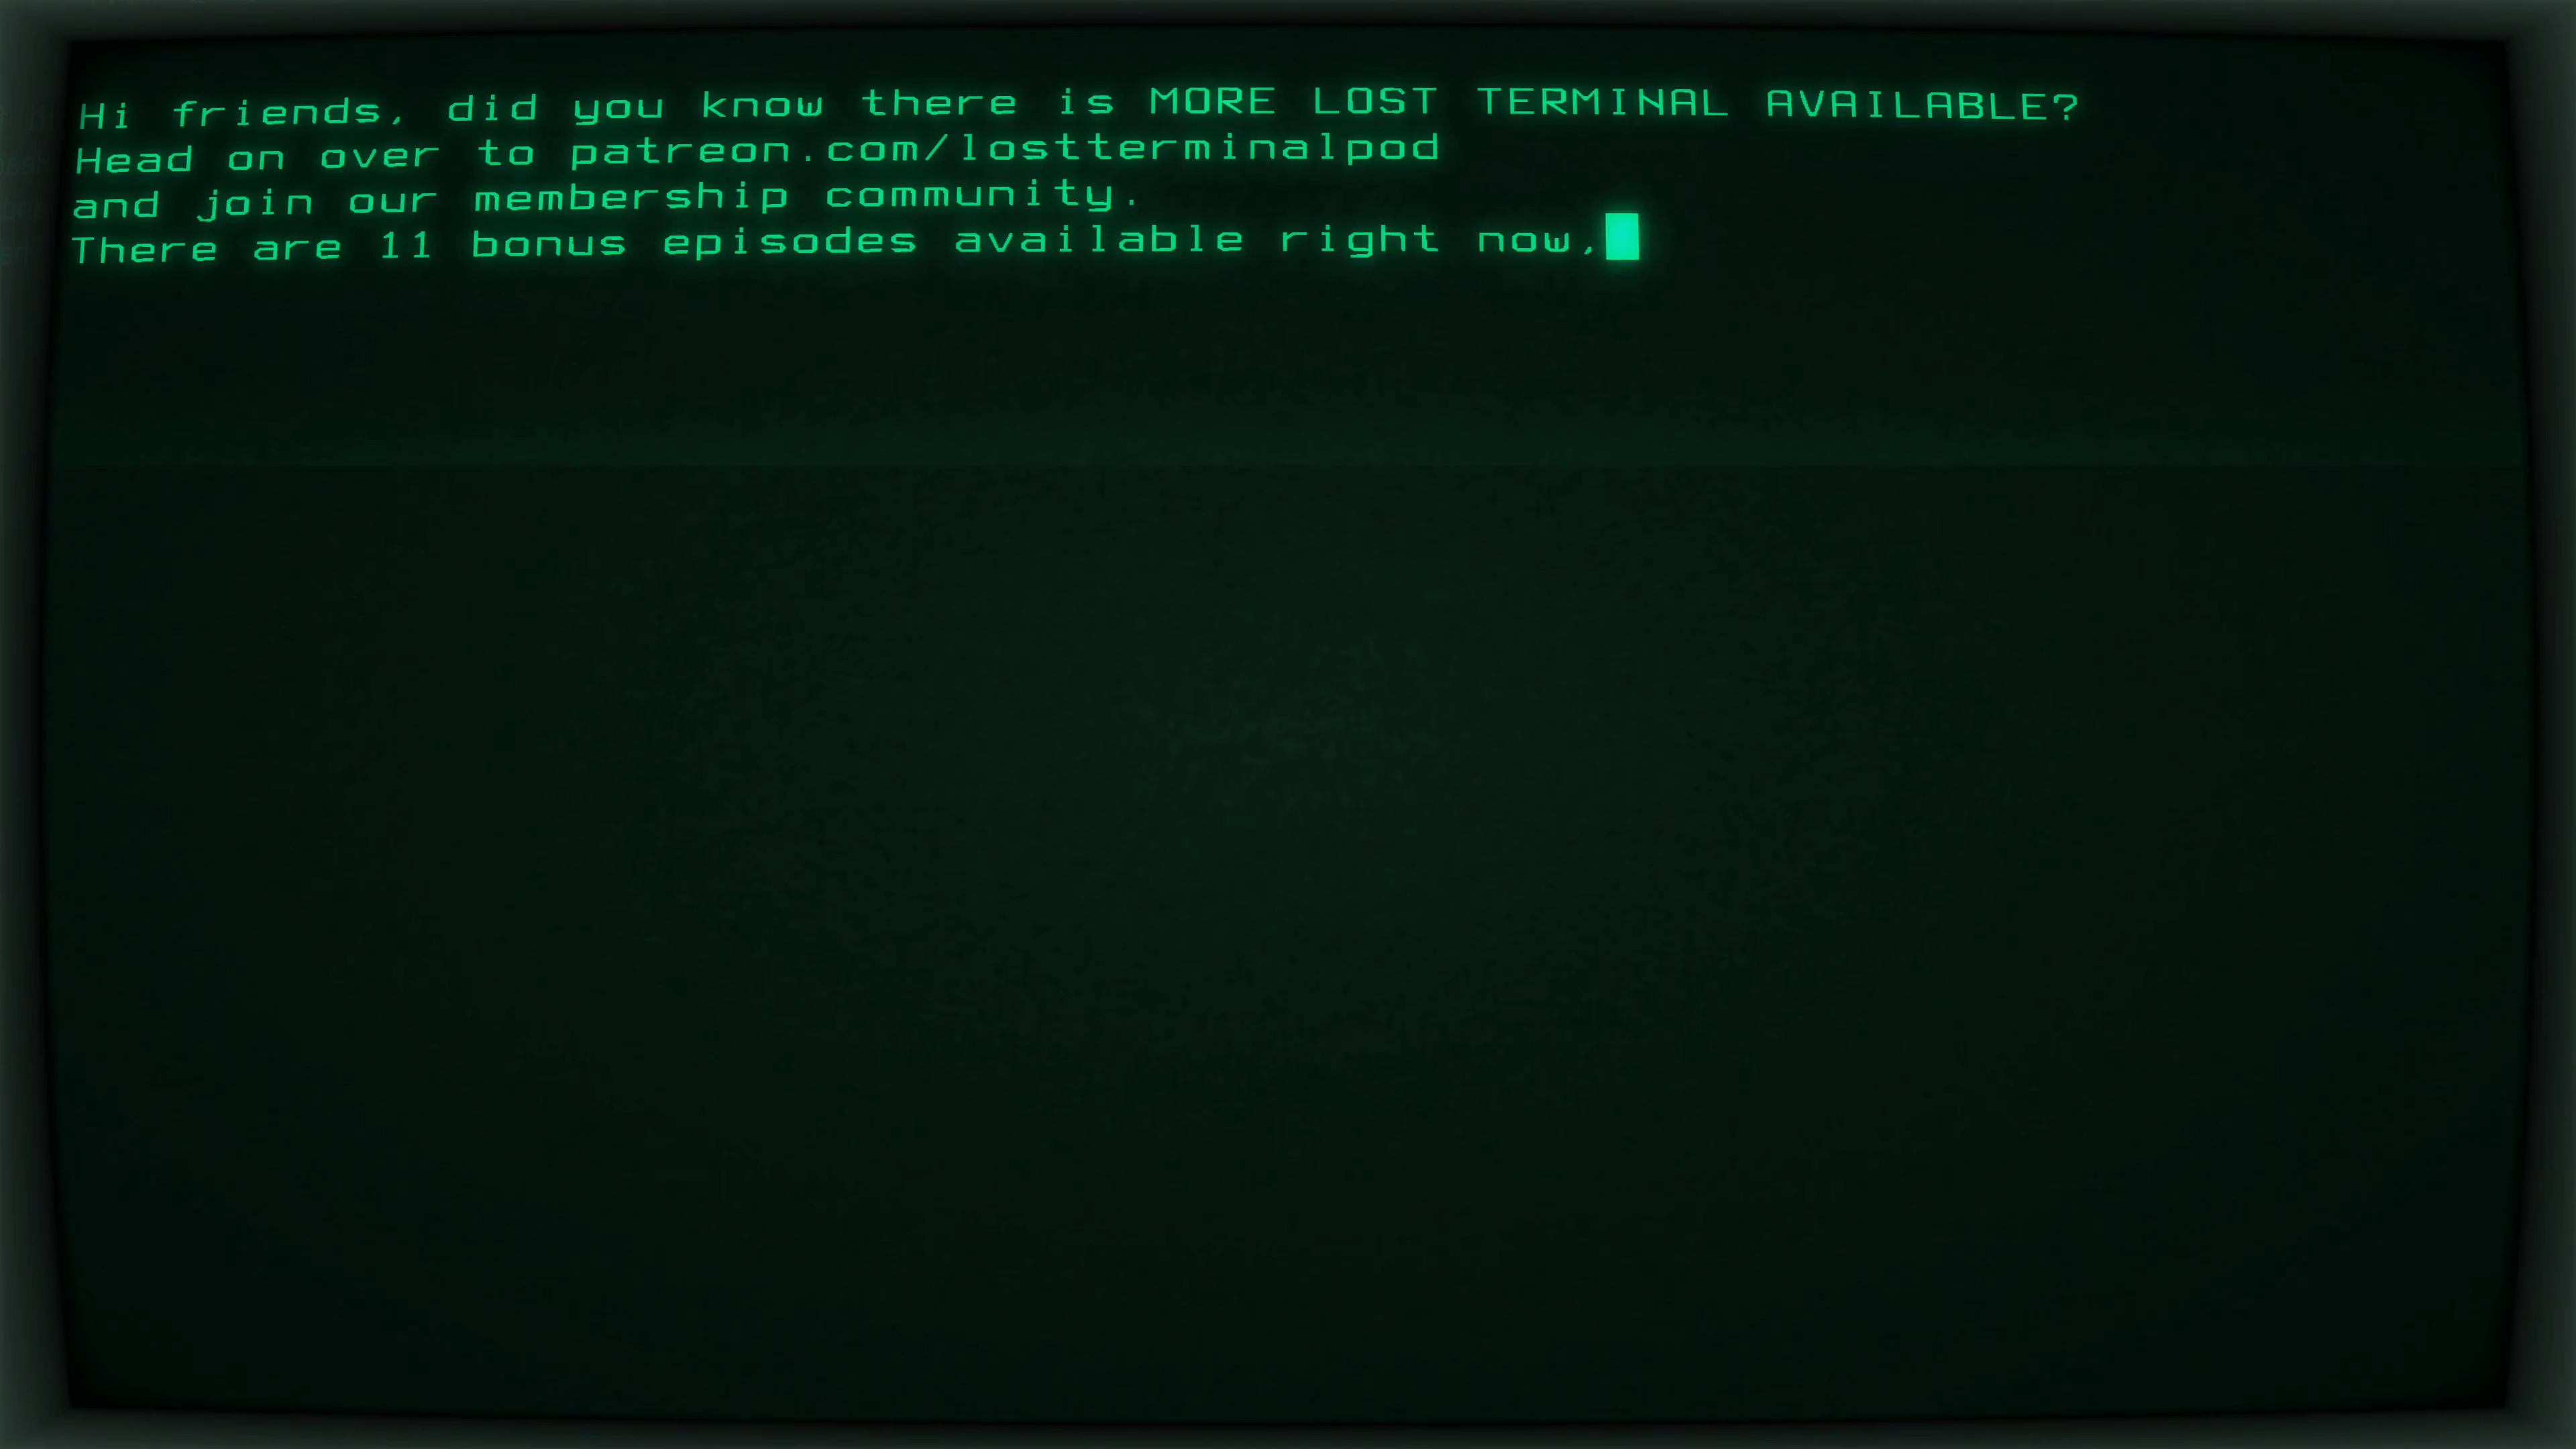 Hi friends, did you know there is MORE LOST TERMINAL AVAILABLE?
Head on over to patreon.com/lostterminalpod
and join our membership community.
There are 11 bonus episodes available right now,